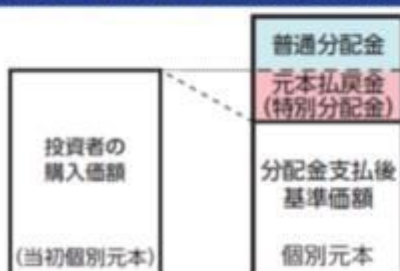 普通分配金
元本払戻金
(特別分配金)
投資者の
購入価額
(当初個別元本)
分配金支払後
基準価額
個別元本